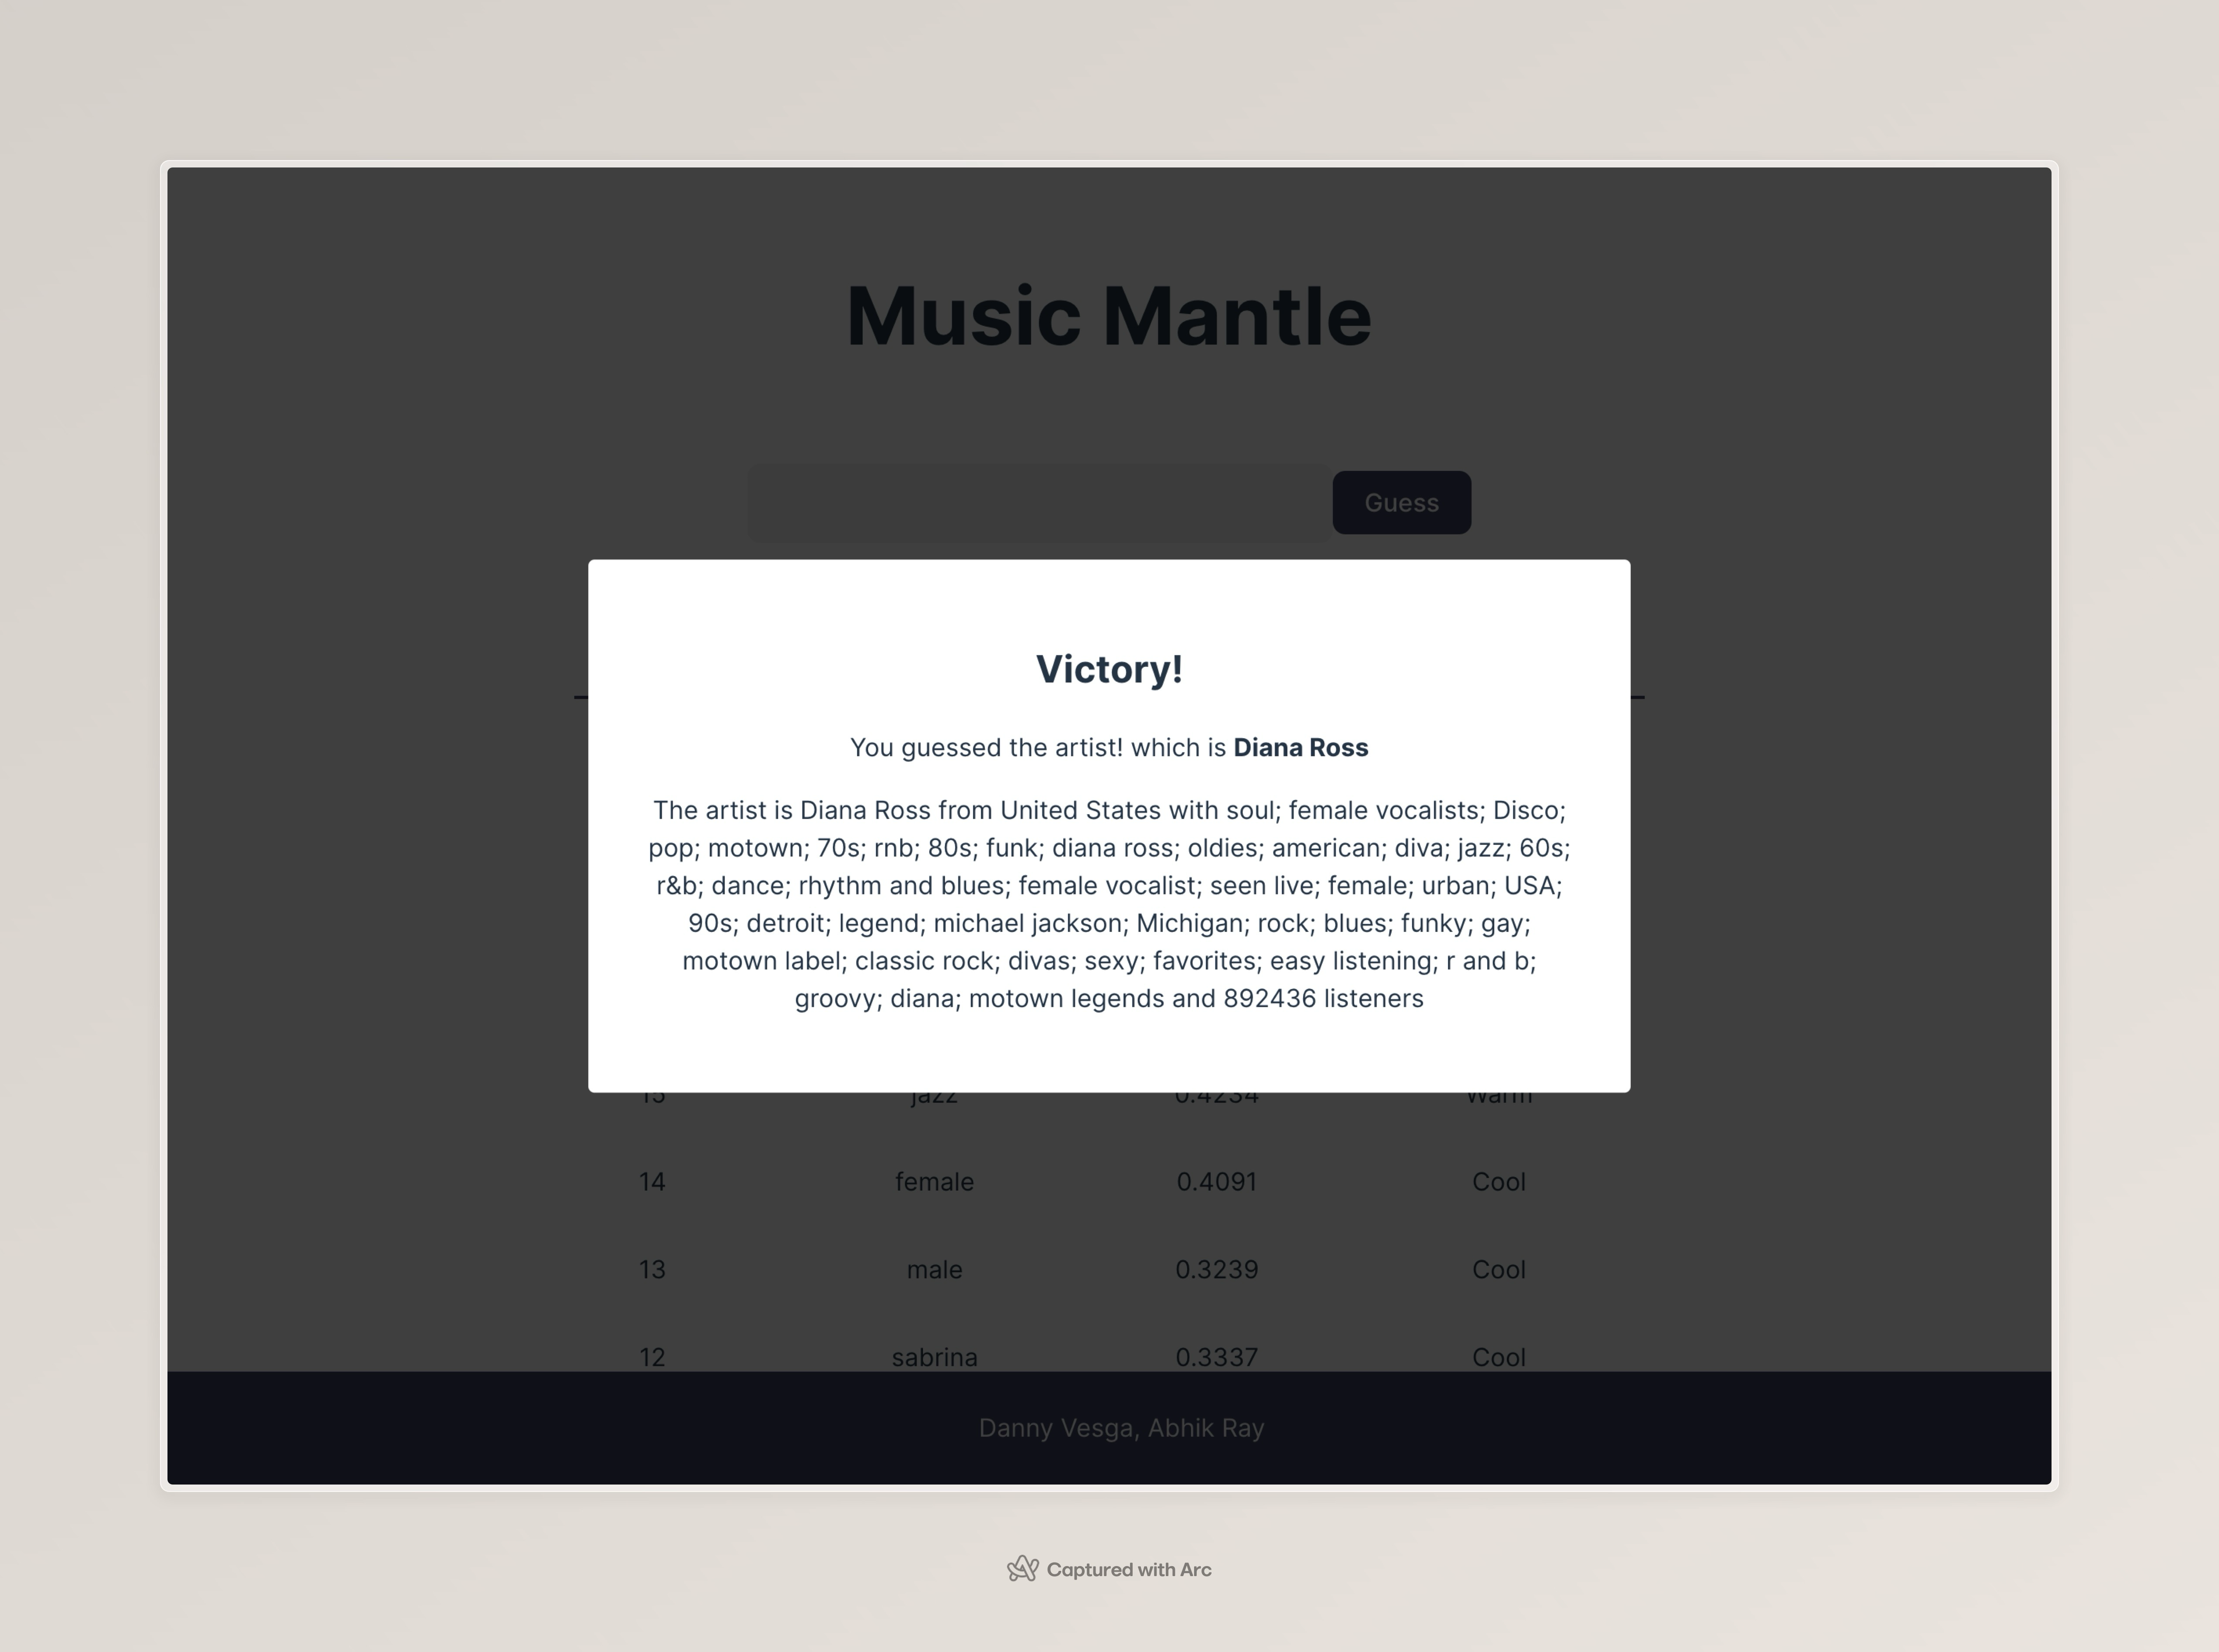 Music Mantle
Guess
Victory!
You guessed the artist! which is Diana Ross
The artist is Diana Ross from United States with soul; female vocalists; Disco;
pop; motown; 70s; rnb; 80s; funk; diana ross; oldies; american; diva; jazz; 60s;
r&b; dance; rhythm and blues; female vocalist; seen live; female; urban; USA;
90s; detroit; legend; michael jackson; Michigan; rock; blues; funky; gay;
motown label; classic rock; divas; sexy; favorites; easy listening; r and b;
groovy; diana; motown legends and 892436 listeners
15 jazz 0.4234 Warm
14 female 0.4091 Cool
13 male 0.3239 Cool
12 sabrina 0.3337 Cool
Danny Vesga, Abhik Ray
Captured with Arc